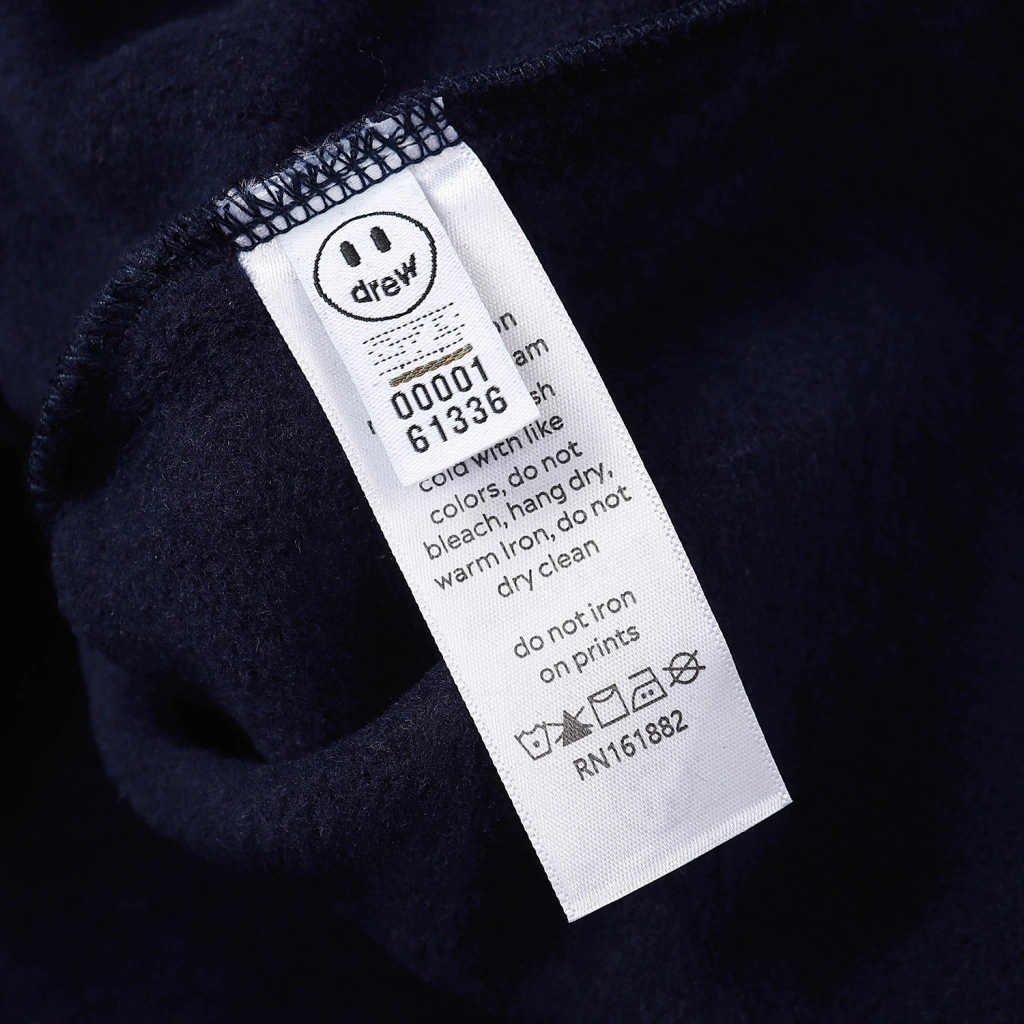 drew
00001
61336
cold with like
colors, do not
bleach, hang dry,
warm Iron, do not
dry clean
do not iron
on prints
RN161882